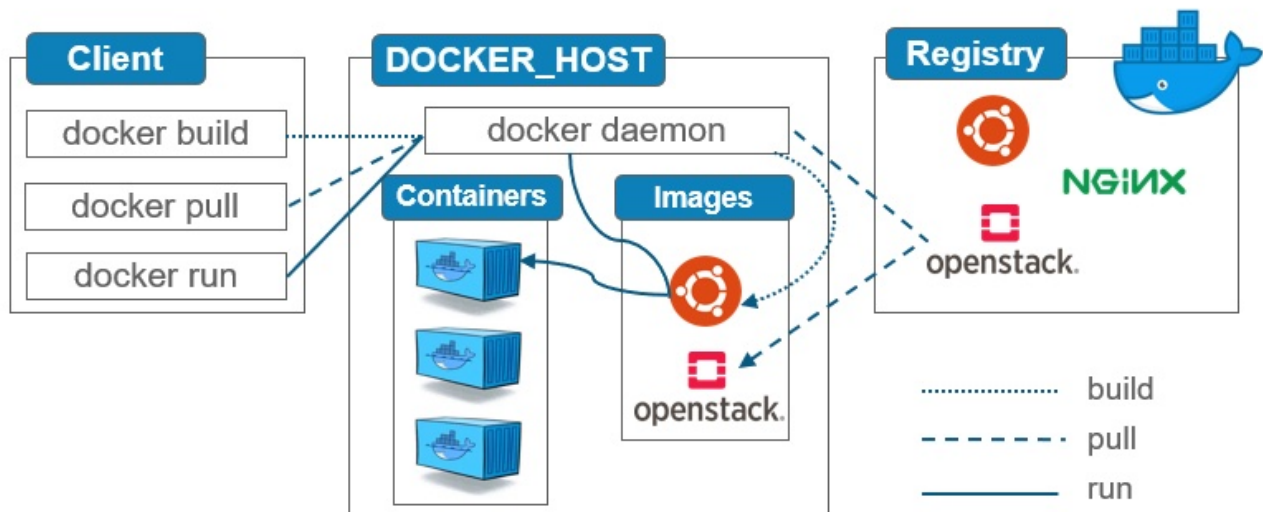 Client
docker build
docker pull
docker run
DOCKER_HOST
docker daemon
Containers
Images
openstack.
Registry
NGINX
openstack.
build
pull
run